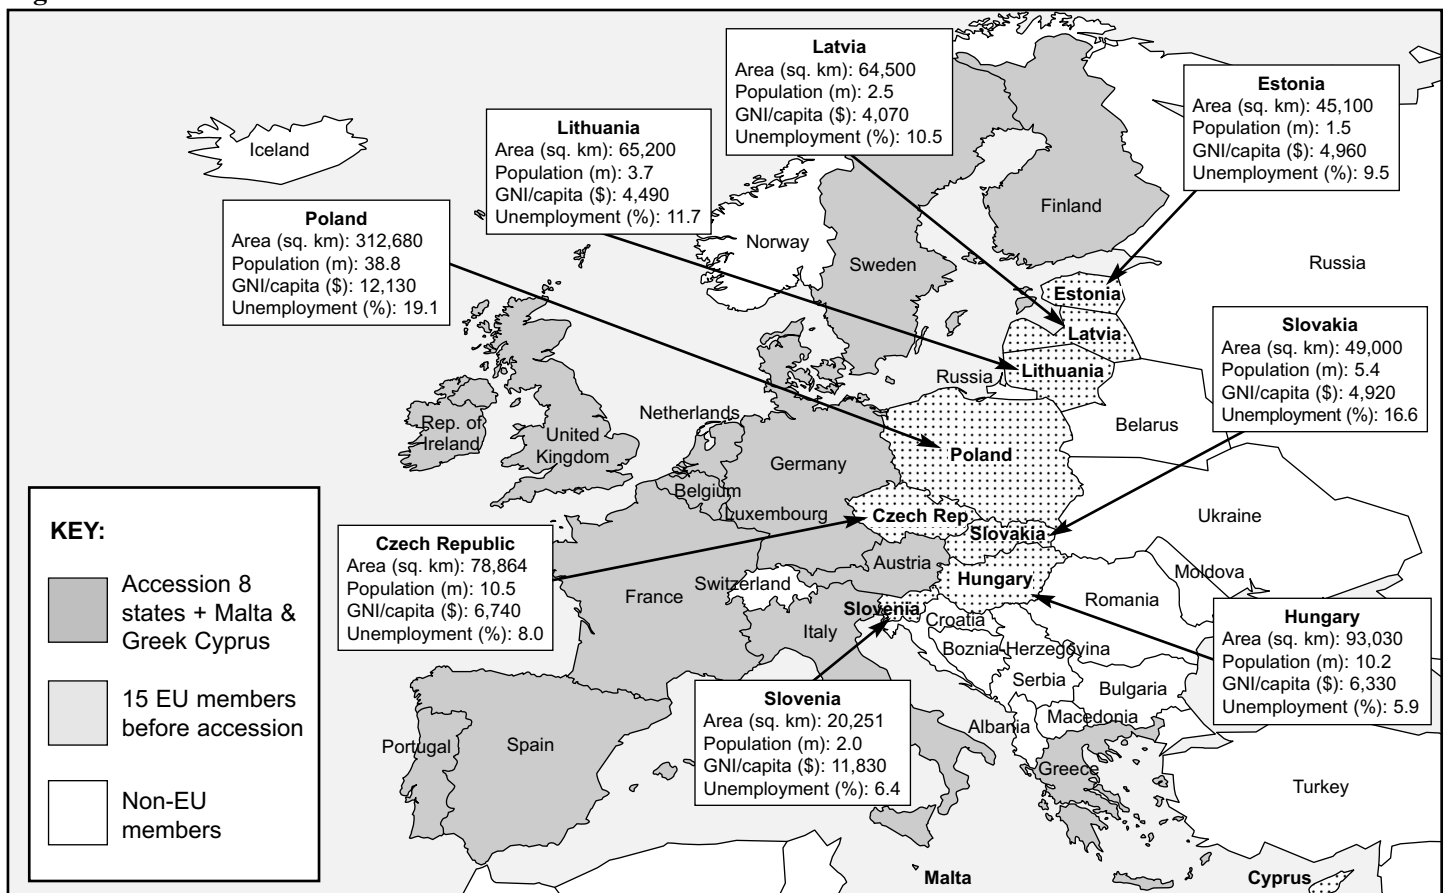 Latvia
Area (sq. km): 64,500
Population (m): 2.5
GNI/capita ($): 4,070
Unemployment (%): 10.5
Estonia
Area (sq. km): 45,100
Population (m): 1.5
GNI/capita ($): 4,960
Unemployment (%): 9.5
Lithuania
Area (sq. km): 65,200
Population (m): 3.7
GNI/capita ($): 4,490
Unemployment (%): 11.7
Poland
Area (sq. km): 312,680
Population (m): 38.8
GNI/capita ($): 12,130
Unemployment (%): 19.1
Slovakia
Area (sq. km): 49,000
Population (m): 5.4
GNI/capita ($): 4,920
Unemployment (%): 16.6
Czech Republic
Area (sq. km): 78,864
Population (m): 10.5
GNI/capita ($): 6,740
Unemployment (%): 8.0
Hungary
Area (sq. km): 93,030
Population (m): 10.2
GNI/capita ($): 6,330
Unemployment (%): 5.9
Slovenia
Area (sq. km): 20,251
Population (m): 2.0
GNI/capita ($): 11,830
Unemployment (%): 6.4
Iceland
Norway
Sweden
Finland
Russia
Estonia
Latvia
Lithuania
Russia
Belarus
Rep. of
Ireland
United
Kingdom
Netherlands
Belgium
Luxembourg
Germany
Poland
Czech Rep
Slovakia
Ukraine
Moldova
France
Switzerland
Austria
Hungary
Romania
Slovenia
Croatia
Italy
Boznia-Herzegovina
Serbia
Bulgaria
Macedonia
Albania
Greece
Turkey
Portugal
Spain
Malta
Cyprus
KEY:
Accession 8
states + Malta &
Greek Cyprus
15 EU members
before accession
Non-EU
members